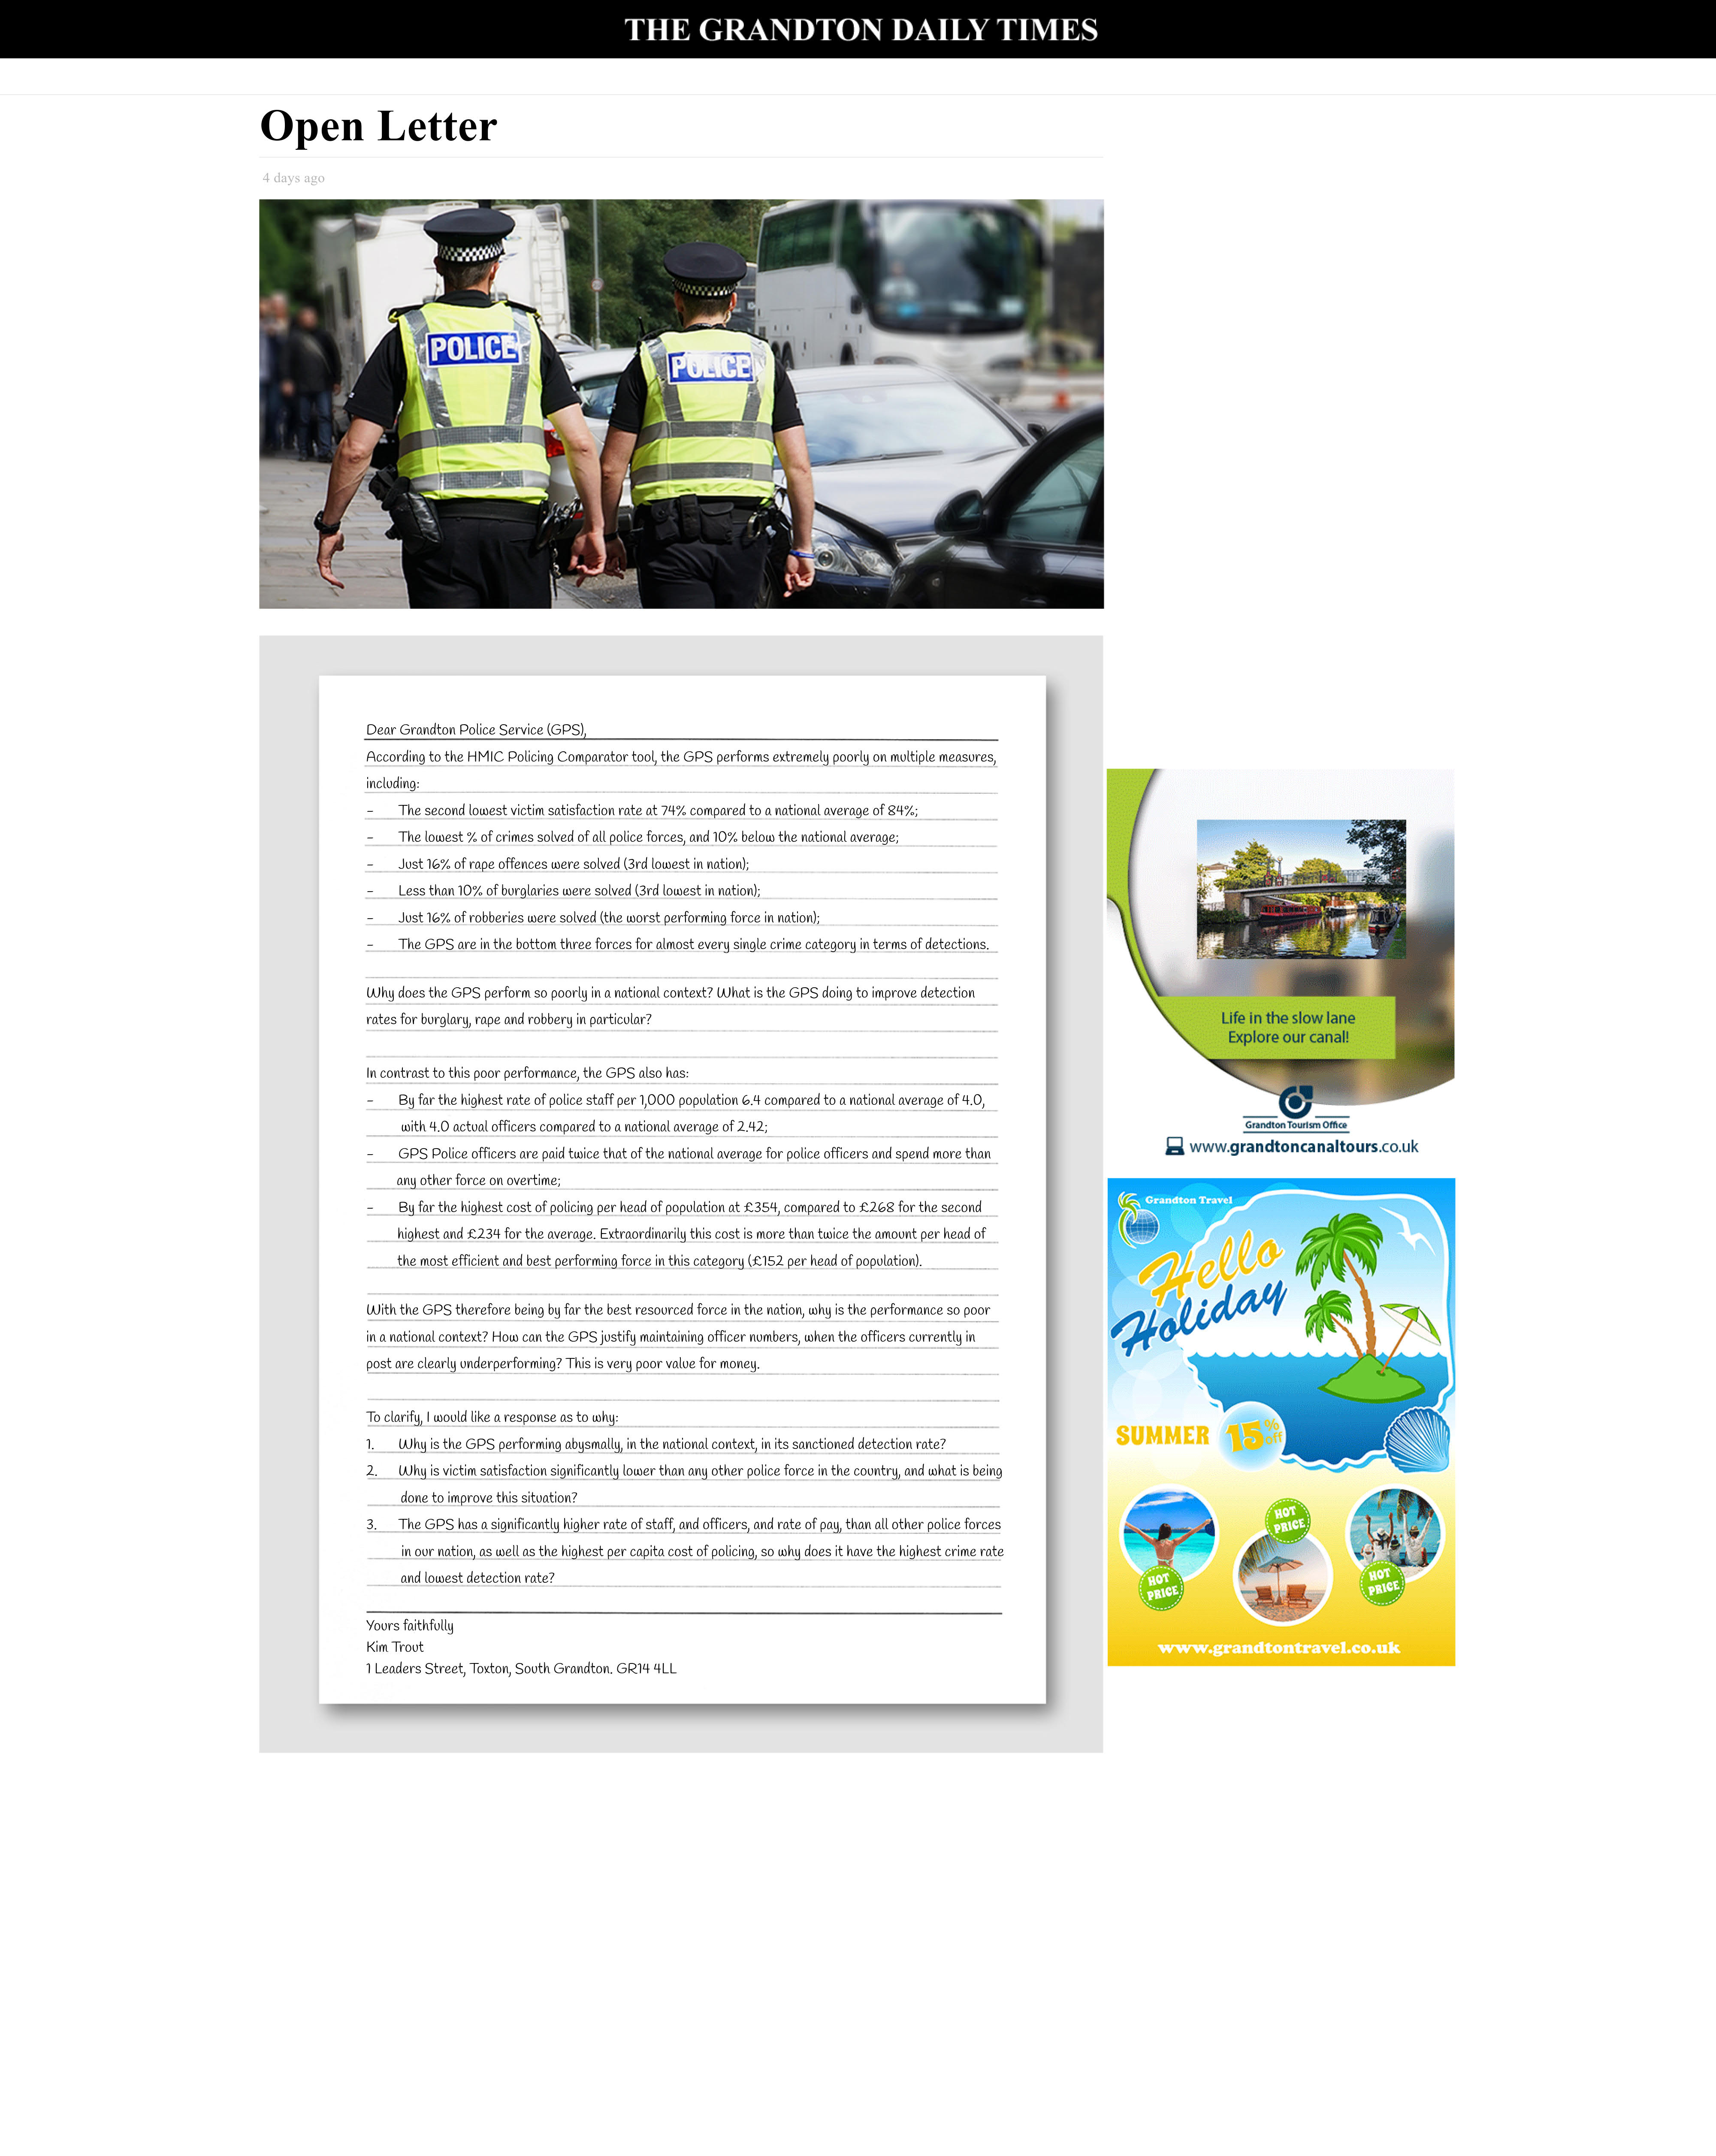 THE GRANDTON DAILY TIMES
Open Letter
4 days ago
POLICE
POLICE
Dear Grandton Police Service (GPS),
According to the HMIC Policing Comparator tool, the GPS performs extremely poorly on multiple measures,
including:
- The second lowest victim satisfaction rate at 74% compared to a national average of 84%;
- The lowest % of crimes solved of all police forces, and 10% below the national average;
- Just 16% of rape offences were solved (3rd lowest in nation);
- Less than 10% of burglaries were solved (3rd lowest in nation);
- Just 16% of robberies were solved (the worst performing force in nation);
- The GPS are in the bottom three forces for almost every single crime category in terms of detections.
Why does the GPS perform so poorly in a national context? What is the GPS doing to improve detection
rates for burglary, rape and robbery in particular?
In contrast to this poor performance, the GPS also has:
- By far the highest rate of police staff per 1,000 population 6.4 compared to a national average of 4.0,
with 4.0 actual officers compared to a national average of 2.42;
- GPS Police officers are paid twice that of the national average for police officers and spend more than
any other force on overtime;
- By far the highest cost of policing per head of population at £354, compared to £268 for the second
highest and £234 for the average. Extraordinarily this cost is more than twice the amount per head of
the most efficient and best performing force in this category (£152 per head of population).
With the GPS therefore being by far the best resourced force in the nation, why is the performance so poor
in a national context? How can the GPS justify maintaining officer numbers, when the officers currently in
post are clearly underperforming? This is very poor value for money.
To clarify, I would like a response as to why:
1. Why is the GPS performing abysmally, in the national context, in its sanctioned detection rate?
2. Why is victim satisfaction significantly lower than any other police force in the country, and what is being
done to improve this situation?
3. The GPS has a significantly higher rate of staff, and officers, and rate of pay, than all other police forces
in our nation, as well as the highest per capita cost of policing, so why does it have the highest crime rate
and lowest detection rate?
Yours faithfully
Kim Trout
1 Leaders Street, Toxton, South Grandton. GR14 4LL
Life in the slow lane
Explore our canal!
Grandton Tourism Office
www.grandtoncanaltours.co.uk
Grandton Travel
Hello
Holiday
SUMMER 15% off
HOT
PRICE
HOT
PRICE
HOT
PRICE
www.grandtontravel.co.uk